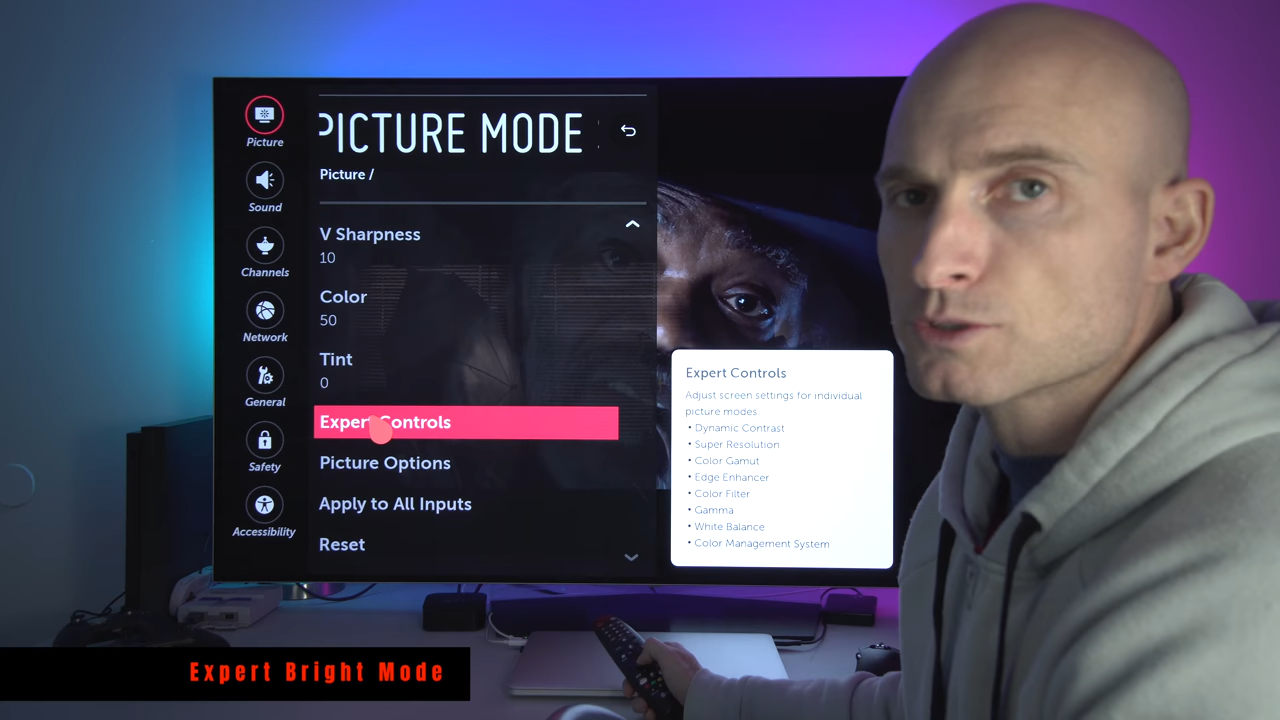 Picture
Sound
Channels
Network
General
Safety
Accessibility
PICTURE MODE
Picture /
V Sharpness
10
Color
50
Tint
0
Expert Controls
Picture Options
Apply to All Inputs
Reset
Expert Controls
Adjust screen settings for individual
picture modes
• Dynamic Contrast
• Super Resolution
• Color Gamut
• Edge Enhancer
• Color Filter
• Gamma
• White Balance
• Color Management System
Expert Bright Mode